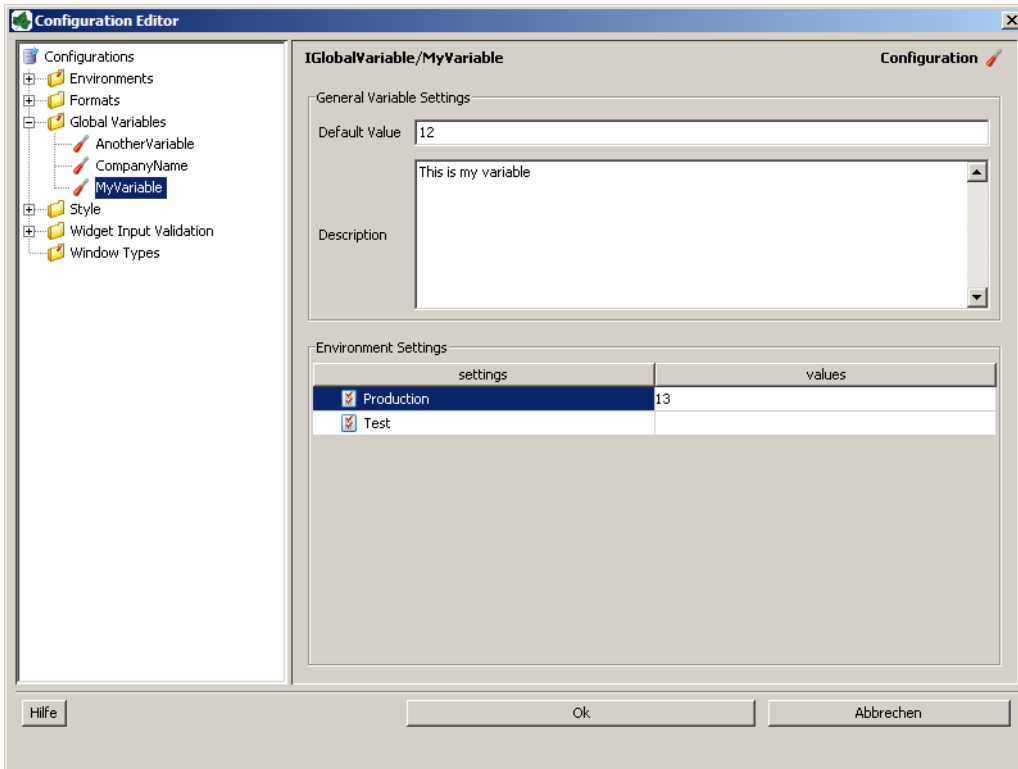 Configuration Editor
Configurations
Environments
Formats
Global Variables
AnotherVariable
CompanyName
MyVariable
Style
Widget Input Validation
Window Types
IGlobalVariable/MyVariable
Configuration
General Variable Settings
Default Value 12
Description This is my variable
Environment Settings
settings values
Production 13
Test
Hilfe Ok Abbrechen